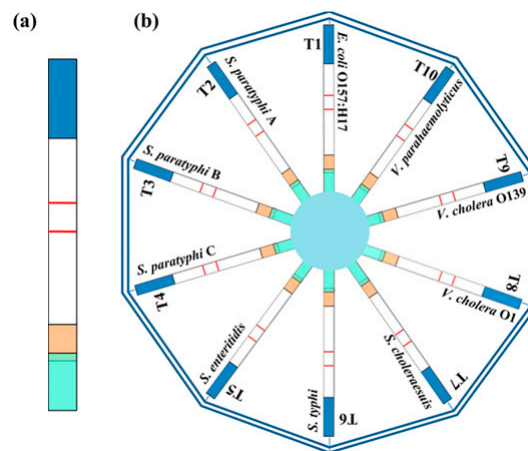 (a)
(b)
T1
E. coli O157:H17
T2
S. paratyphi A
T3
S. paratyphi B
T4
S. paratyphi C
T5
S. enteritidis
T6
S. typhi
T7
S. choleraesuis
T8
V. cholera O1
T9
V. cholera O139
T10
V. parahaemolyticus